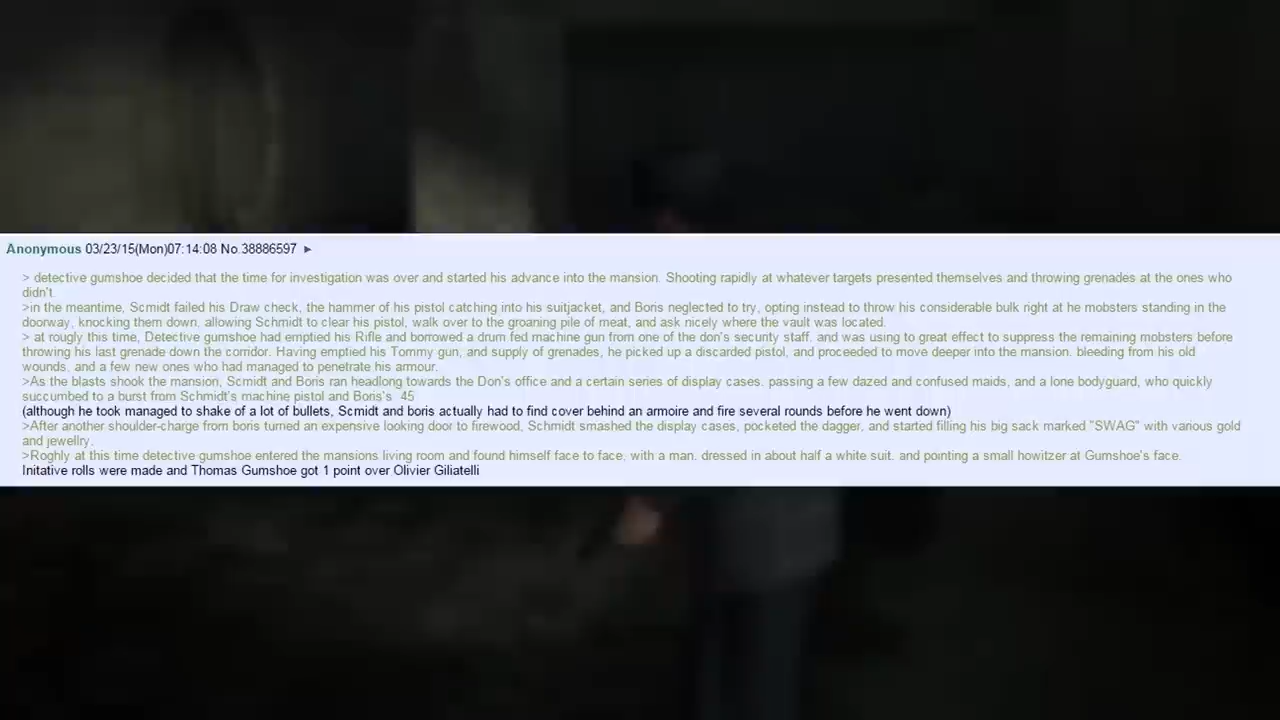 Anonymous 03/23/15(Mon)07:14:08 No.38886597 ►
> detective gumshoe decided that the time for investigation was over and started his advance into the mansion. Shooting rapidly at whatever targets presented themselves and throwing grenades at the ones who
didn't.
>in the meantime, Scmidt failed his Draw check, the hammer of his pistol catching into his suitjacket, and Boris neglected to try, opting instead to throw his considerable bulk right at he mobsters standing in the
doorway, knocking them down, allowing Schmidt to clear his pistol, walk over to the groaning pile of meat, and ask nicely where the vault was located.
> at rougly this time, Detective gumshoe had emptied his Rifle and borrowed a drum fed machine gun from one of the don's security staff. and was using to great effect to suppress the remaining mobsters before
throwing his last grenade down the corridor. Having emptied his Tommy gun, and supply of grenades, he picked up a discarded pistol, and proceeded to move deeper into the mansion. bleeding from his old
wounds, and a few new ones who had managed to penetrate his armour.
>As the blasts shook the mansion, Scmidt and Boris ran headlong towards the Don's office and a certain series of display cases. passing a few dazed and confused maids, and a lone bodyguard, who quickly
succumbed to a burst from Schmidt's machine pistol and Boris's .45
(although he took managed to shake of a lot of bullets, Scmidt and boris actually had to find cover behind an armoire and fire several rounds before he went down)
>After another shoulder-charge from boris turned an expensive looking door to firewood, Schmidt smashed the display cases, pocketed the dagger, and started filling his big sack marked "SWAG" with various gold
and jewellry.
>Roghly at this time detective gumshoe entered the mansions living room and found himself face to face, with a man. dressed in about half a white suit. and pointing a small howitzer at Gumshoe's face.
Initative rolls were made and Thomas Gumshoe got 1 point over Olivier Giliatelli